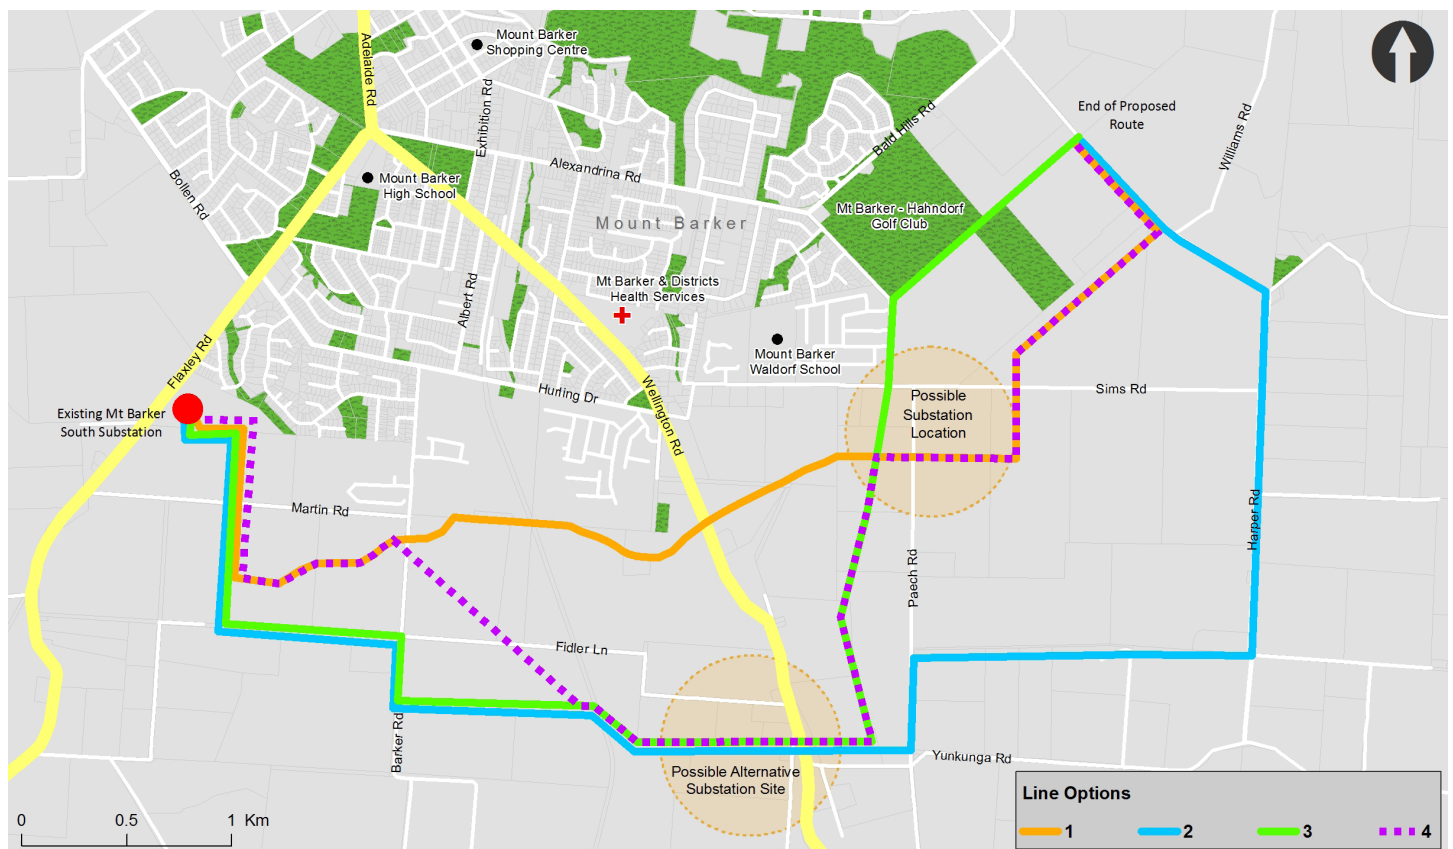 Mount Barker
Shopping Centre
Adelaide Rd
Exhibition Rd
End of Proposed
Route
Bald Hills Rd
Williams Rd
Alexandrina Rd
Mount Barker
High School
Bollen Rd
Mt Barker - Hahndorf
Golf Club
Mount Barker
Mt Barker & Districts
Health Services
Albert Rd
Mount Barker
Waldorf School
Flaxley Rd
Hurling Dr
Wellington Rd
Sims Rd
Existing Mt Barker
South Substation
Possible
Substation
Location
Martin Rd
Harper Rd
Paech Rd
Fidler Ln
Barker Rd
Yunkunga Rd
Possible Alternative
Substation Site
0 0.5 1 Km
Line Options
1 2 3 4